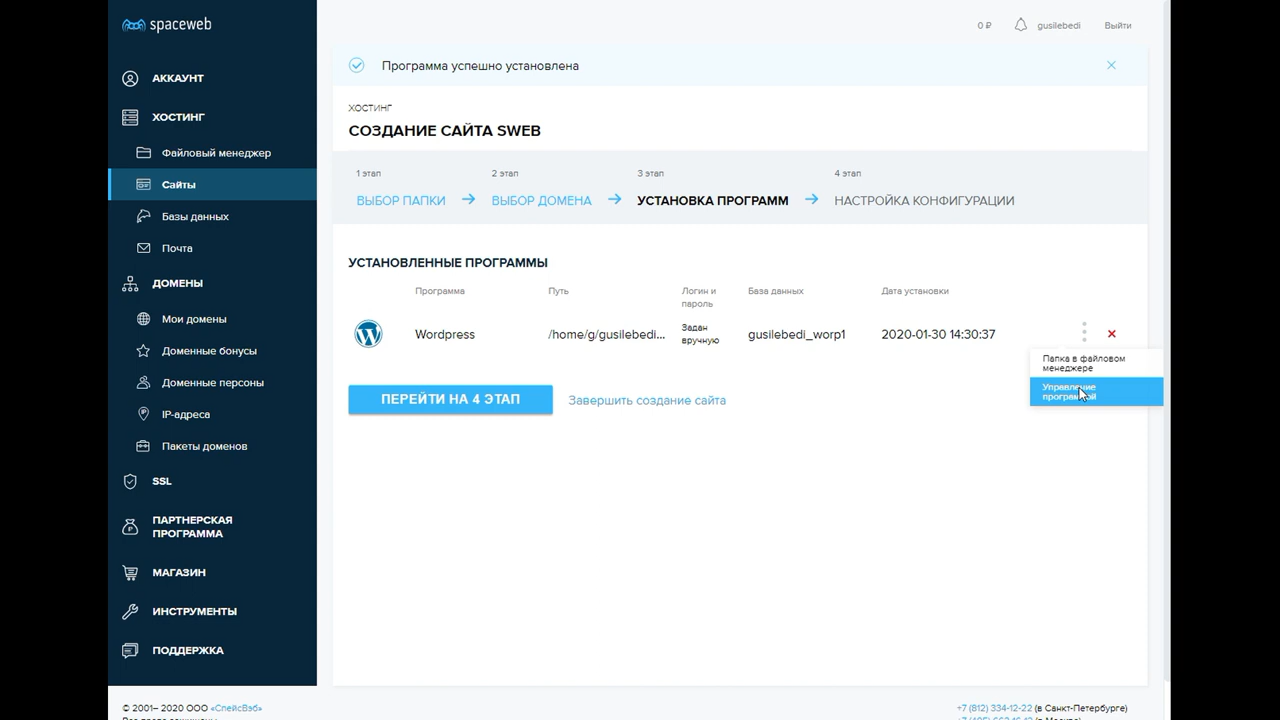 spaceweb
0 ₽
gusilebedi
Выйти
АККАУНТ
ХОСТИНГ
Файловый менеджер
Сайты
Базы данных
Почта
ДОМЕНЫ
Мои домены
Доменные бонусы
Доменные персоны
IP-адреса
Пакеты доменов
SSL
ПАРТНЕРСКАЯ
ПРОГРАММА
МАГАЗИН
ИНСТРУМЕНТЫ
ПОДДЕРЖКА
Программа успешно установлена
ХОСТИНГ
СОЗДАНИЕ САЙТА SWEB
1 этап
2 этап
3 этап
4 этап
ВЫБОР ПАПКИ
ВЫБОР ДОМЕНА
УСТАНОВКА ПРОГРАММ
НАСТРОЙКА КОНФИГУРАЦИИ
УСТАНОВЛЕННЫЕ ПРОГРАММЫ
Программа
Путь
Логин и
пароль
База данных
Дата установки
Wordpress
/home/g/gusilebedi...
Задан
вручную
gusilebedi_worp1
2020-01-30 14:30:37
Папка в файловом
менеджере
Управление
программой
ПЕРЕЙТИ НА 4 ЭТАП
Завершить создание сайта
© 2001– 2020 ООО «СпейсВэб»
+7 (812) 334-12-22 (в Санкт-Петербурге)